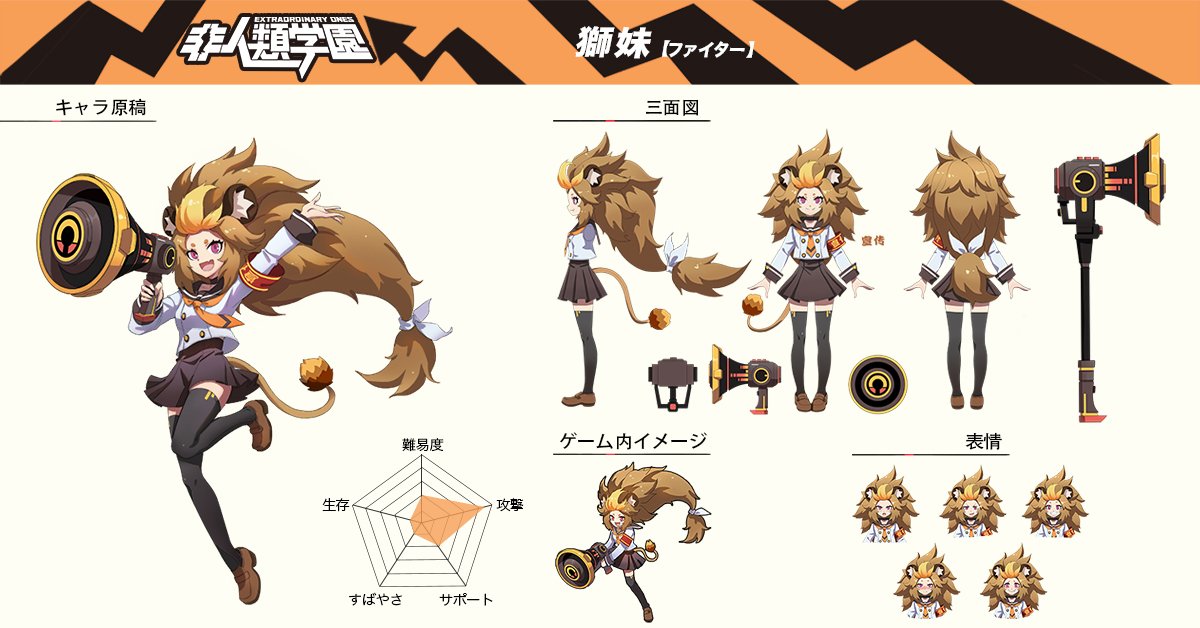 EXTRAORDINARY ONES
非人類学園
獅妹【ファイター】
キャラ原稿
三面図
宣传
難易度
生存
攻撃
すばやさ
サポート
ゲーム内イメージ
表情